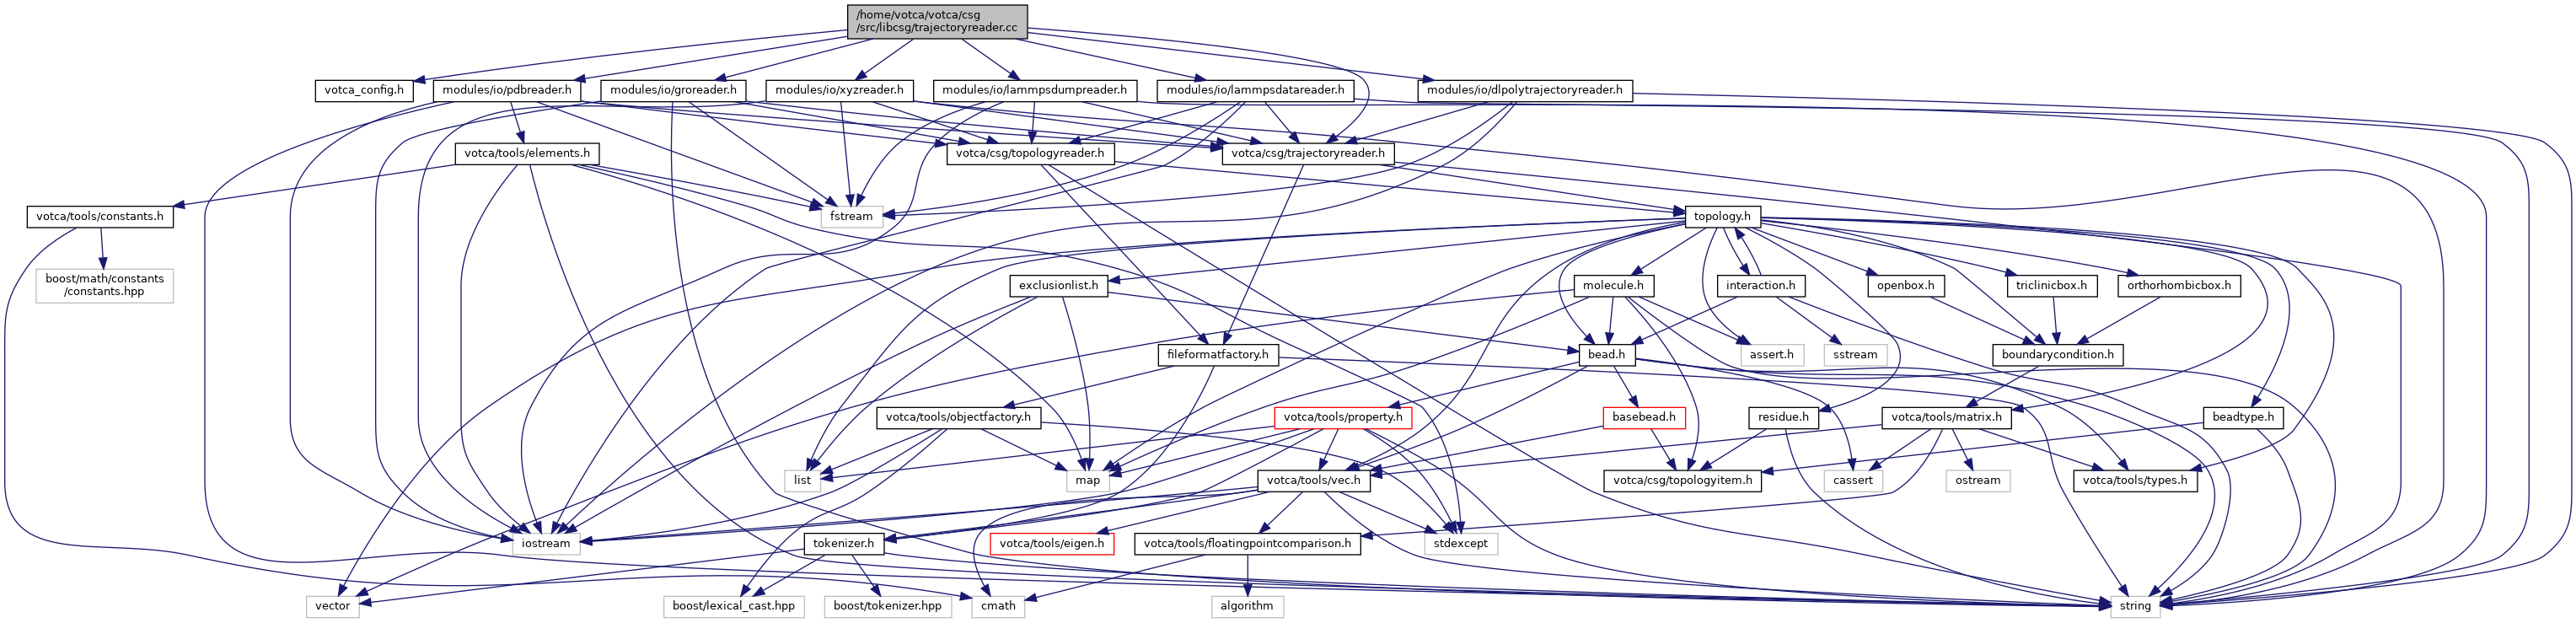 /home/votca/votca/csg
/src/libcsg/trajectoryreader.cc
votca_config.h
modules/io/pdbreader.h
modules/io/groreader.h
modules/io/xyzreader.h
modules/io/lammpsdumpreader.h
modules/io/lammpsdatareader.h
modules/io/dlpolytrajectoryreader.h
votca/tools/elements.h
votca/csg/topologyreader.h
votca/csg/trajectoryreader.h
votca/tools/constants.h
fstream
topology.h
boost/math/constants
/constants.hpp
exclusionlist.h
molecule.h
interaction.h
openbox.h
triclinicbox.h
orthorhombicbox.h
fileformatfactory.h
bead.h
assert.h
sstream
boundarycondition.h
votca/tools/objectfactory.h
votca/tools/property.h
basebead.h
residue.h
votca/tools/matrix.h
beadtype.h
list
map
votca/tools/vec.h
votca/csg/topologyitem.h
cassert
ostream
votca/tools/types.h
iostream
tokenizer.h
votca/tools/eigen.h
votca/tools/floatingpointcomparison.h
stdexcept
vector
boost/lexical_cast.hpp
boost/tokenizer.hpp
cmath
algorithm
string